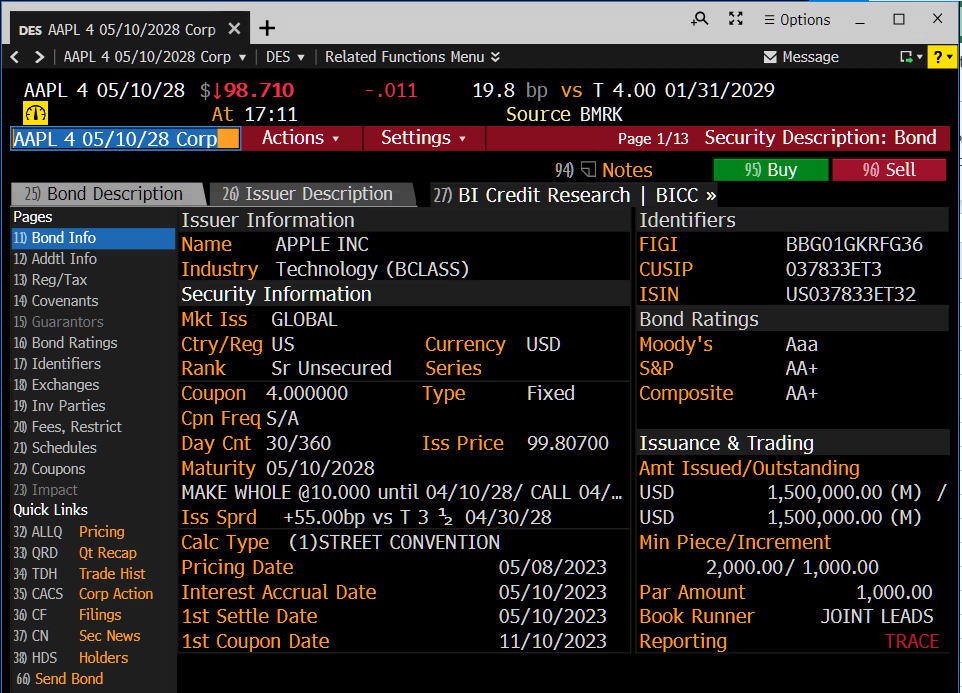 DES AAPL 4 05/10/2028 Corp × +
Options
< > AAPL 4 05/10/2028 Corp ▾ DES ▾ Related Functions Menu Message ? ▾
AAPL 4 05/10/28 $↓98.710 -.011 19.8 bp vs T 4.00 01/31/2029
At 17:11 Source BMRK
AAPL 4 05/10/28 Corp Actions ▾ Settings ▾ Page 1/13 Security Description: Bond
94) Notes 95) Buy 96) Sell
25) Bond Description 26) Issuer Description 27) BI Credit Research | BICC »
Pages
11) Bond Info
12) Addtl Info
13) Reg/Tax
14) Covenants
15) Guarantors
16) Bond Ratings
17) Identifiers
18) Exchanges
19) Inv Parties
20) Fees, Restrict
21) Schedules
22) Coupons
23) Impact
Quick Links
32) ALLQ Pricing
33) QRD Qt Recap
34) TDH Trade Hist
35) CACS Corp Action
36) CF Filings
37) CN Sec News
38) HDS Holders
66) Send Bond
Issuer Information
Name APPLE INC
Industry Technology (BCLASS)
Security Information
Mkt Iss GLOBAL
Ctry/Reg US Currency USD
Rank Sr Unsecured Series
Coupon 4.000000 Type Fixed
Cpn Freq S/A
Day Cnt 30/360 Iss Price 99.80700
Maturity 05/10/2028
MAKE WHOLE @10.000 until 04/10/28/ CALL 04/...
Iss Sprd +55.00bp vs T 3 ½ 04/30/28
Calc Type (1)STREET CONVENTION
Pricing Date 05/08/2023
Interest Accrual Date 05/10/2023
1st Settle Date 05/10/2023
1st Coupon Date 11/10/2023
Identifiers
FIGI BBG01GKRFG36
CUSIP 037833ET3
ISIN US037833ET32
Bond Ratings
Moody's Aaa
S&P AA+
Composite AA+
Issuance & Trading
Amt Issued/Outstanding
USD 1,500,000.00 (M) /
USD 1,500,000.00 (M)
Min Piece/Increment
2,000.00/ 1,000.00
Par Amount 1,000.00
Book Runner JOINT LEADS
Reporting TRACE